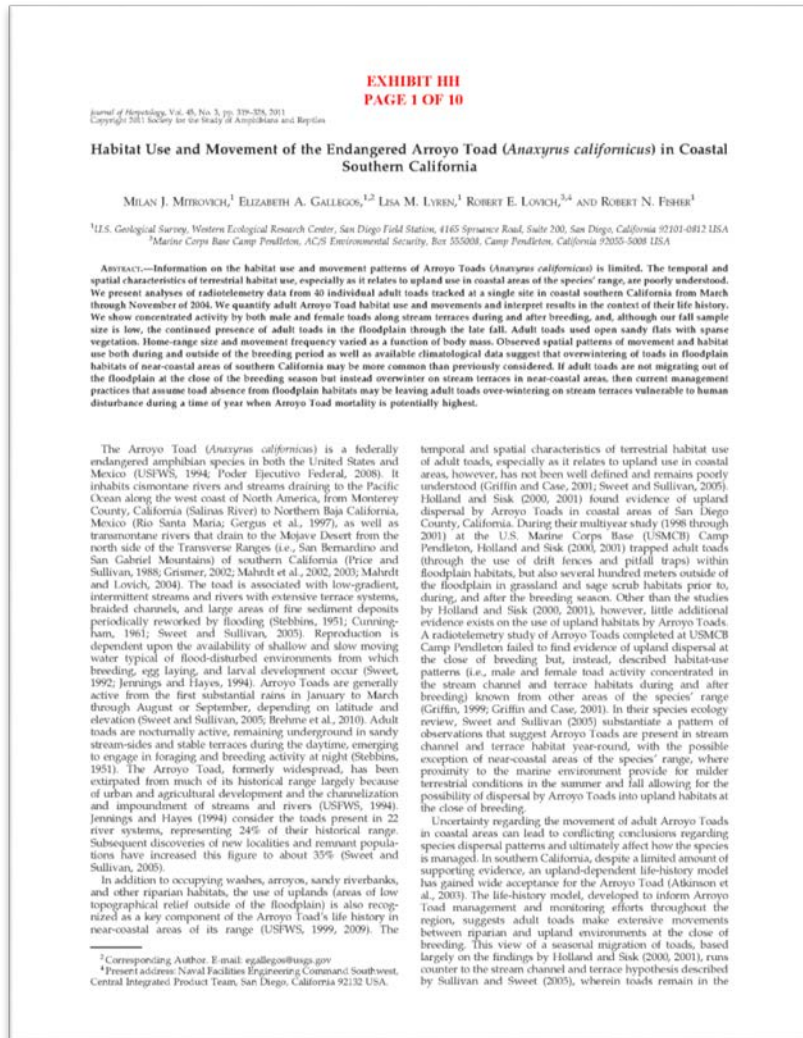 EXHIBIT HH
PAGE 1 OF 10
Journal of Herpetology, Vol. 45, No. 3, pp. 319–328, 2011
Copyright 2011 Society for the Study of Amphibians and Reptiles
Habitat Use and Movement of the Endangered Arroyo Toad (Anaxyrus californicus) in Coastal
Southern California
MILAN J. MITROVICH,1 ELIZABETH A. GALLEGOS,1,2 LISA M. LYREN,1 ROBERT E. LOVICH,3,4 AND ROBERT N. FISHER1
1U.S. Geological Survey, Western Ecological Research Center, San Diego Field Station, 4165 Spruance Road, Suite 200, San Diego, California 92101-0812 USA
3Marine Corps Base Camp Pendleton, AC/S Environmental Security, Box 555008, Camp Pendleton, California 92055-5008 USA
ABSTRACT.—Information on the habitat use and movement patterns of Arroyo Toads (Anaxyrus californicus) is limited. The temporal and
spatial characteristics of terrestrial habitat use, especially as it relates to upland use in coastal areas of the species' range, are poorly understood.
We present analyses of radiotelemetry data from 40 individual adult toads tracked at a single site in coastal southern California from March
through November of 2004. We quantify adult Arroyo Toad habitat use and movements and interpret results in the context of their life history.
We show concentrated activity by both male and female toads along stream terraces during and after breeding, and, although our fall sample
size is low, the continued presence of adult toads in the floodplain through the late fall. Adult toads used open sandy flats with sparse
vegetation. Home-range size and movement frequency varied as a function of body mass. Observed spatial patterns of movement and habitat
use both during and outside of the breeding period as well as available climatological data suggest that overwintering of toads in floodplain
habitats of near-coastal areas of southern California may be more common than previously considered. If adult toads are not migrating out of
the floodplain at the close of the breeding season but instead overwinter on stream terraces in near-coastal areas, then current management
practices that assume toad absence from floodplain habitats may be leaving adult toads over-wintering on stream terraces vulnerable to human
disturbance during a time of year when Arroyo Toad mortality is potentially highest.
The Arroyo Toad (Anaxyrus californicus) is a federally
endangered amphibian species in both the United States and
Mexico (USFWS, 1994; Poder Ejecutivo Federal, 2008). It
inhabits cismontane rivers and streams draining to the Pacific
Ocean along the west coast of North America, from Monterey
County, California (Salinas River) to Northern Baja California,
Mexico (Rio Santa Maria; Gergus et al., 1997), as well as
transmontane rivers that drain to the Mojave Desert from the
north side of the Transverse Ranges (i.e., San Bernardino and
San Gabriel Mountains) of southern California (Price and
Sullivan, 1988; Grismer, 2002; Mahrdt et al., 2002, 2003; Mahrdt
and Lovich, 2004). The toad is associated with low-gradient,
intermittent streams and rivers with extensive terrace systems,
braided channels, and large areas of fine sediment deposits
periodically reworked by flooding (Stebbins, 1951; Cunning-
ham, 1961; Sweet and Sullivan, 2005). Reproduction is
dependent upon the availability of shallow and slow moving
water typical of flood-disturbed environments from which
breeding, egg laying, and larval development occur (Sweet,
1992; Jennings and Hayes, 1994). Arroyo Toads are generally
active from the first substantial rains in January to March
through August or September, depending on latitude and
elevation (Sweet and Sullivan, 2005; Brehme et al., 2010). Adult
toads are nocturnally active, remaining underground in sandy
stream-sides and stable terraces during the daytime, emerging
to engage in foraging and breeding activity at night (Stebbins,
1951). The Arroyo Toad, formerly widespread, has been
extirpated from much of its historical range largely because
of urban and agricultural development and the channelization
and impoundment of streams and rivers (USFWS, 1994).
Jennings and Hayes (1994) consider the toads present in 22
river systems, representing 24% of their historical range.
Subsequent discoveries of new localities and remnant popula-
tions have increased this figure to about 35% (Sweet and
Sullivan, 2005).
In addition to occupying washes, arroyos, sandy riverbanks,
and other riparian habitats, the use of uplands (areas of low
topographical relief outside of the floodplain) is also recog-
nized as a key component of the Arroyo Toad's life history in
near-coastal areas of its range (USFWS, 1999, 2009). The
2Corresponding Author. E-mail: egallegos@usgs.gov
4Present address: Naval Facilities Engineering Command Southwest,
Central Integrated Product Team, San Diego, California 92132 USA.
temporal and spatial characteristics of terrestrial habitat use
of adult toads, especially as it relates to upland use in coastal
areas, however, has not been well defined and remains poorly
understood (Griffin and Case, 2001; Sweet and Sullivan, 2005).
Holland and Sisk (2000, 2001) found evidence of upland
dispersal by Arroyo Toads in coastal areas of San Diego
County, California. During their multiyear study (1998 through
2001) at the U.S. Marine Corps Base (USMCB) Camp
Pendleton, Holland and Sisk (2000, 2001) trapped adult toads
(through the use of drift fences and pitfall traps) within
floodplain habitats, but also several hundred meters outside of
the floodplain in grassland and sage scrub habitats prior to,
during, and after the breeding season. Other than the studies
by Holland and Sisk (2000, 2001), however, little additional
evidence exists on the use of upland habitats by Arroyo Toads.
A radiotelemetry study of Arroyo Toads completed at USMCB
Camp Pendleton failed to find evidence of upland dispersal at
the close of breeding but, instead, described habitat-use
patterns (i.e., male and female toad activity concentrated in
the stream channel and terrace habitats during and after
breeding) known from other areas of the species' range
(Griffin, 1999; Griffin and Case, 2001). In their species ecology
review, Sweet and Sullivan (2005) substantiate a pattern of
observations that suggest Arroyo Toads are present in stream
channel and terrace habitat year-round, with the possible
exception of near-coastal areas of the species' range, where
proximity to the marine environment provide for milder
terrestrial conditions in the summer and fall allowing for the
possibility of dispersal by Arroyo Toads into upland habitats at
the close of breeding.
Uncertainty regarding the movement of adult Arroyo Toads
in coastal areas can lead to conflicting conclusions regarding
species dispersal patterns and ultimately affect how the species
is managed. In southern California, despite a limited amount of
supporting evidence, an upland-dependent life-history model
has gained wide acceptance for the Arroyo Toad (Atkinson et
al., 2003). The life-history model, developed to inform Arroyo
Toad management and monitoring efforts throughout the
region, suggests adult toads make extensive movements
between riparian and upland environments at the close of
breeding. This view of a seasonal migration of toads, based
largely on the findings by Holland and Sisk (2000, 2001), runs
counter to the stream channel and terrace hypothesis described
by Sullivan and Sweet (2005), wherein toads remain in the